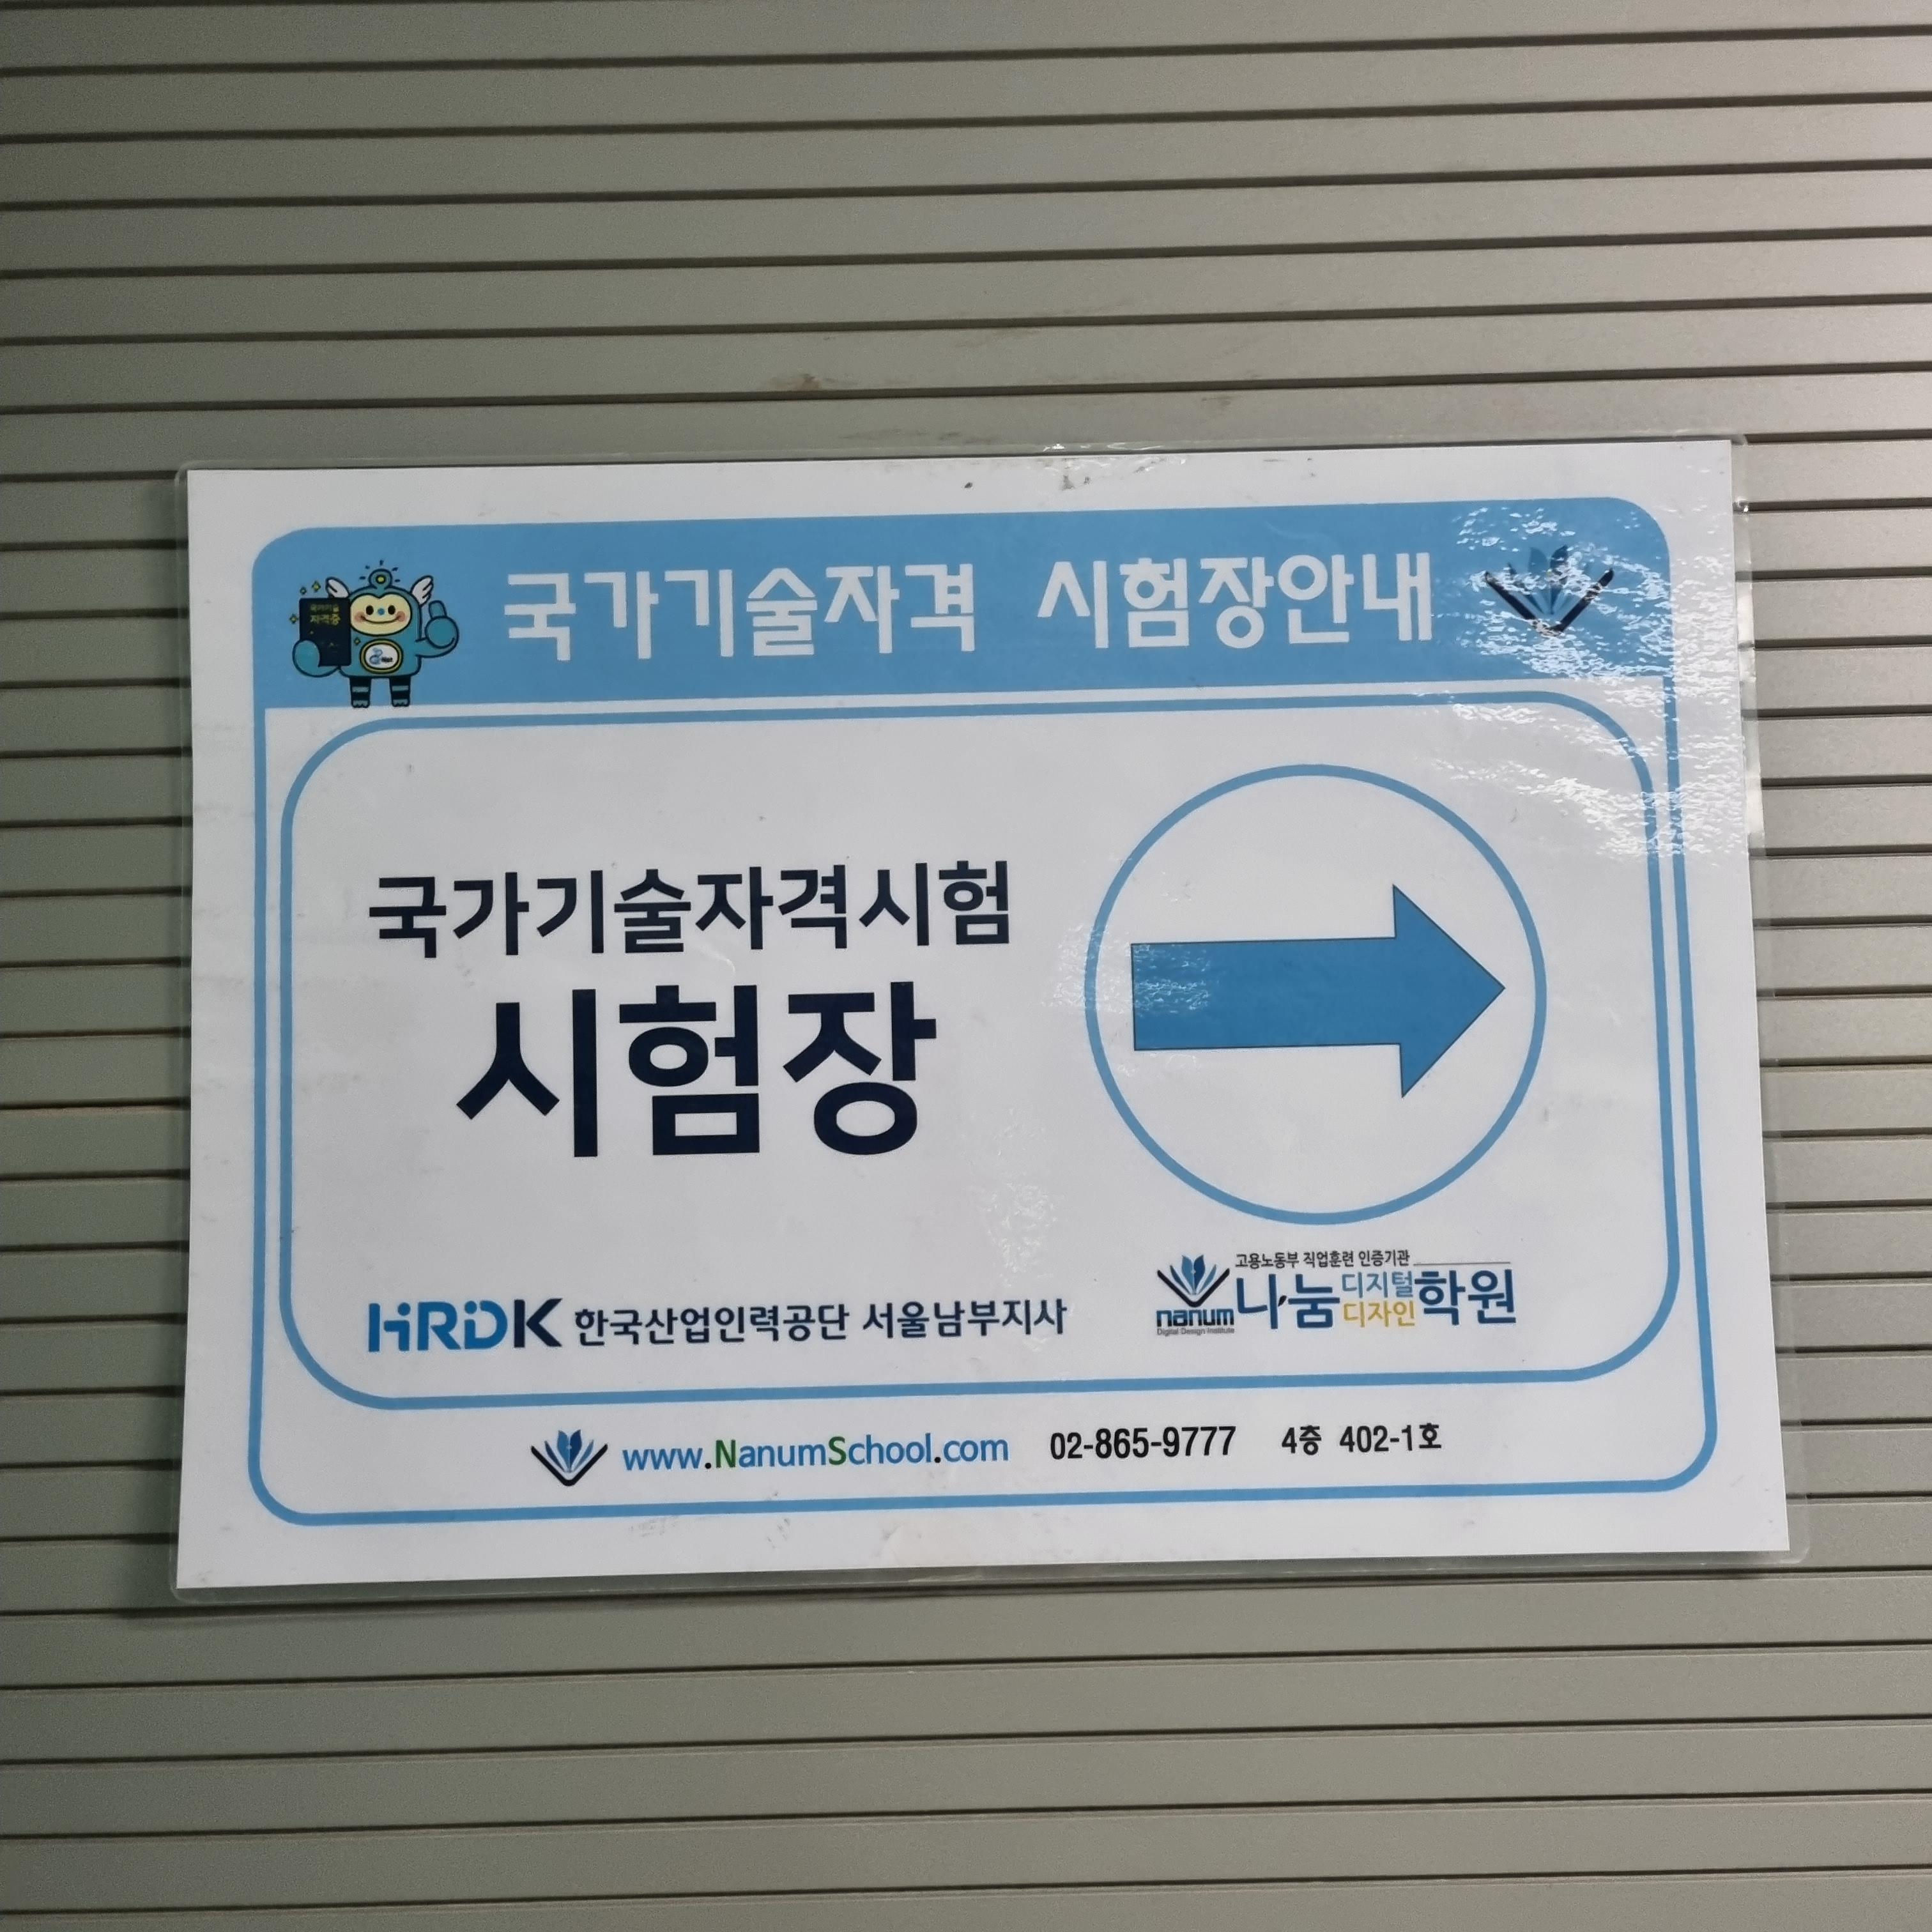 국가기술자격 시험장안내
국가기술자격시험
시험장
HRDK 한국산업인력공단 서울남부지사
고용노동부 직업훈련 인증기관
nanum 나눔 디지털 디자인 학원
Digital Design Institute
www.NanumSchool.com 02-865-9777 4층 402-1호